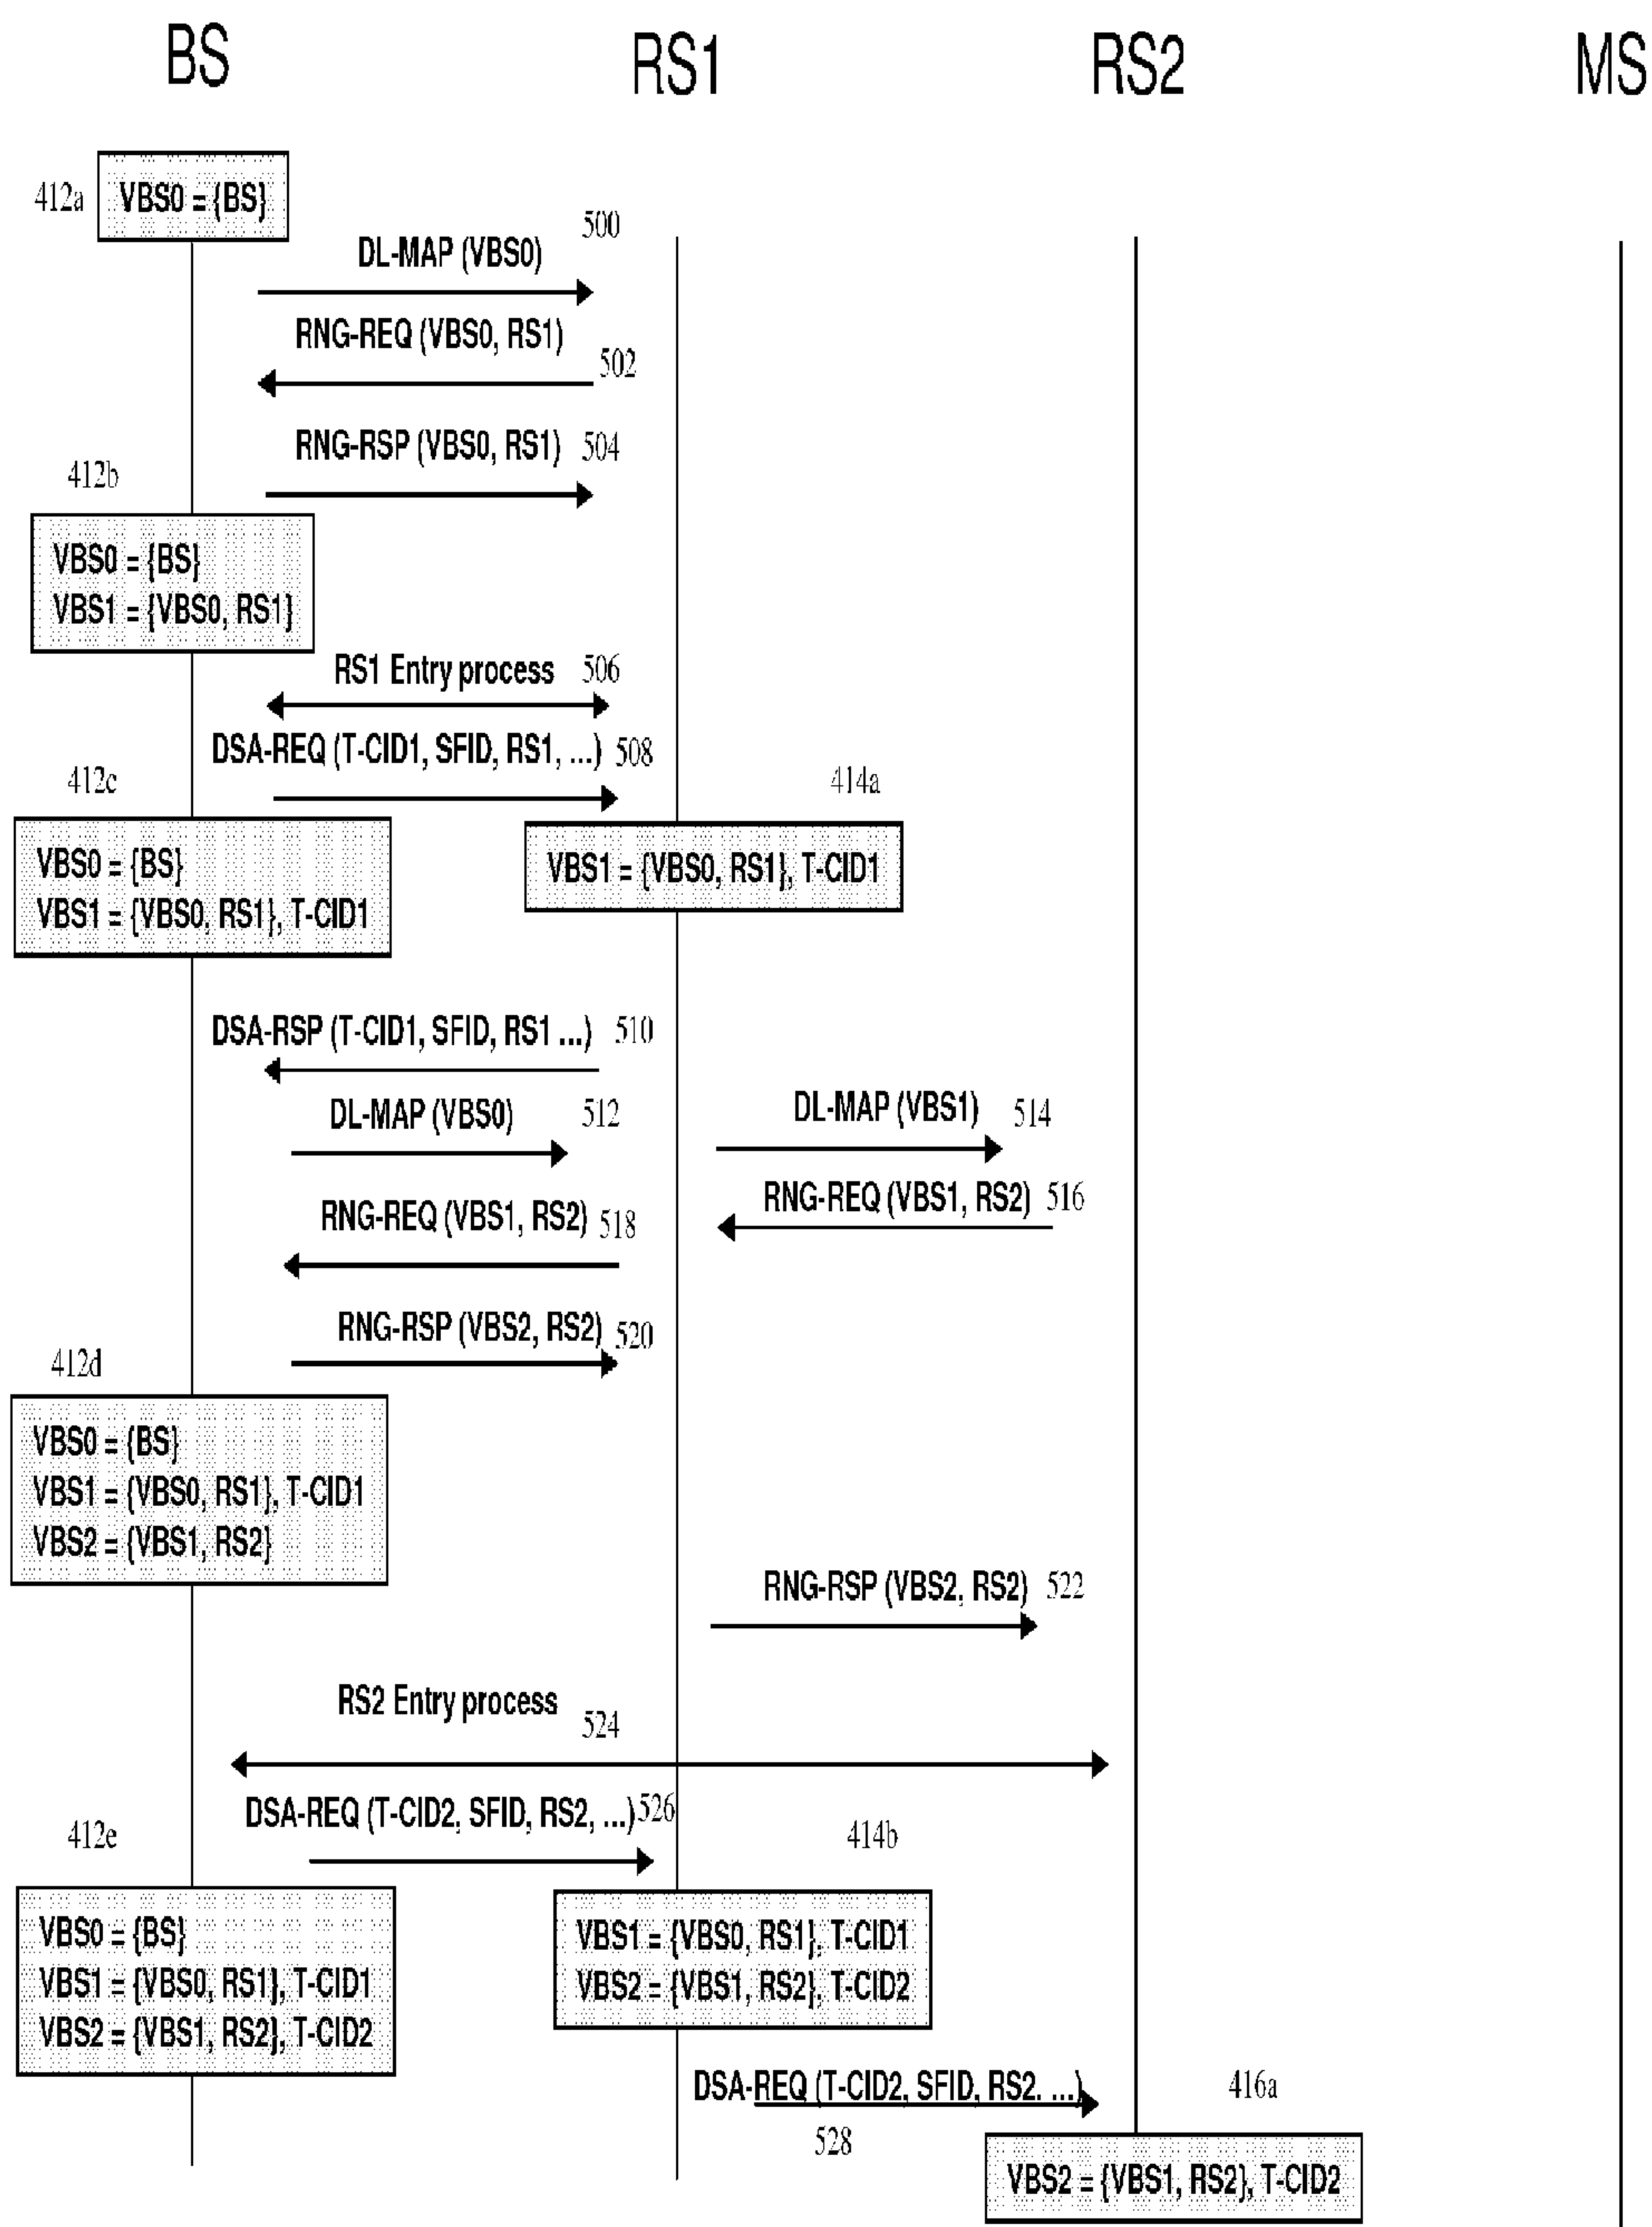 BS RS1 RS2 MS
412a VBS0 = {BS}
500
DL-MAP (VBS0)
RNG-REQ (VBS0, RS1)
502
RNG-RSP (VBS0, RS1) 504
412b
VBS0 = {BS}
VBS1 = {VBS0, RS1}
RS1 Entry process 506
DSA-REQ (T-CID1, SFID, RS1, ...) 508
412c
414a
VBS0 = {BS}
VBS1 = {VBS0, RS1}, T-CID1
VBS1 = {VBS0, RS1}, T-CID1
DSA-RSP (T-CID1, SFID, RS1 ...) 510
DL-MAP (VBS0) 512
DL-MAP (VBS1) 514
RNG-REQ (VBS1, RS2) 516
RNG-REQ (VBS1, RS2) 518
RNG-RSP (VBS2, RS2) 520
412d
VBS0 = {BS}
VBS1 = {VBS0, RS1}, T-CID1
VBS2 = {VBS1, RS2}
RNG-RSP (VBS2, RS2) 522
RS2 Entry process
524
DSA-REQ (T-CID2, SFID, RS2, ...) 526
412e
414b
VBS0 = {BS}
VBS1 = {VBS0, RS1}, T-CID1
VBS2 = {VBS1, RS2}, T-CID2
VBS1 = {VBS0, RS1}, T-CID1
VBS2 = {VBS1, RS2}, T-CID2
DSA-REQ (T-CID2, SFID, RS2. ...)
416a
528
VBS2 = {VBS1, RS2}, T-CID2